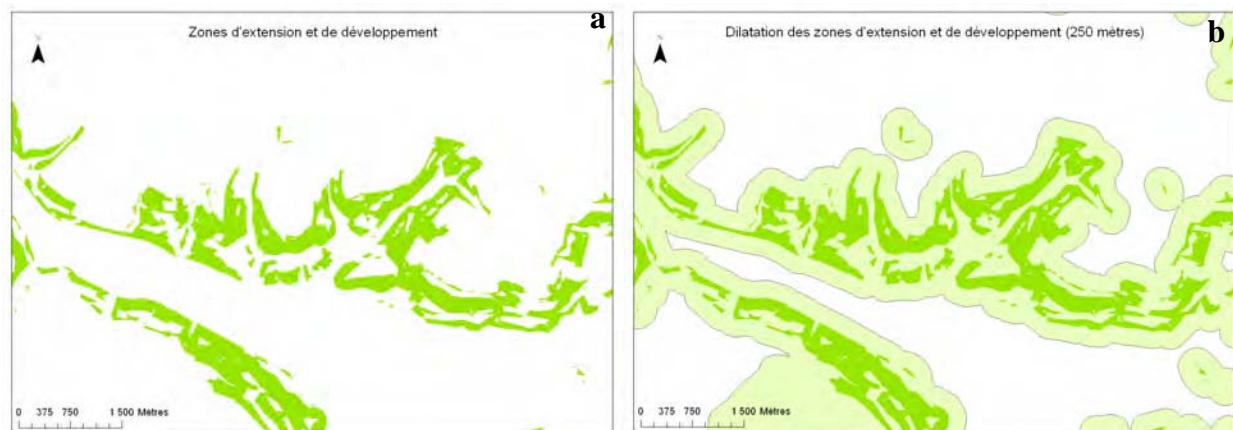 Zones d'extension et de développement
a
0 375 750 1 500 Mètres
Dilatation des zones d'extension et de développement (250 mètres)
b
0 375 750 1 500 Mètres